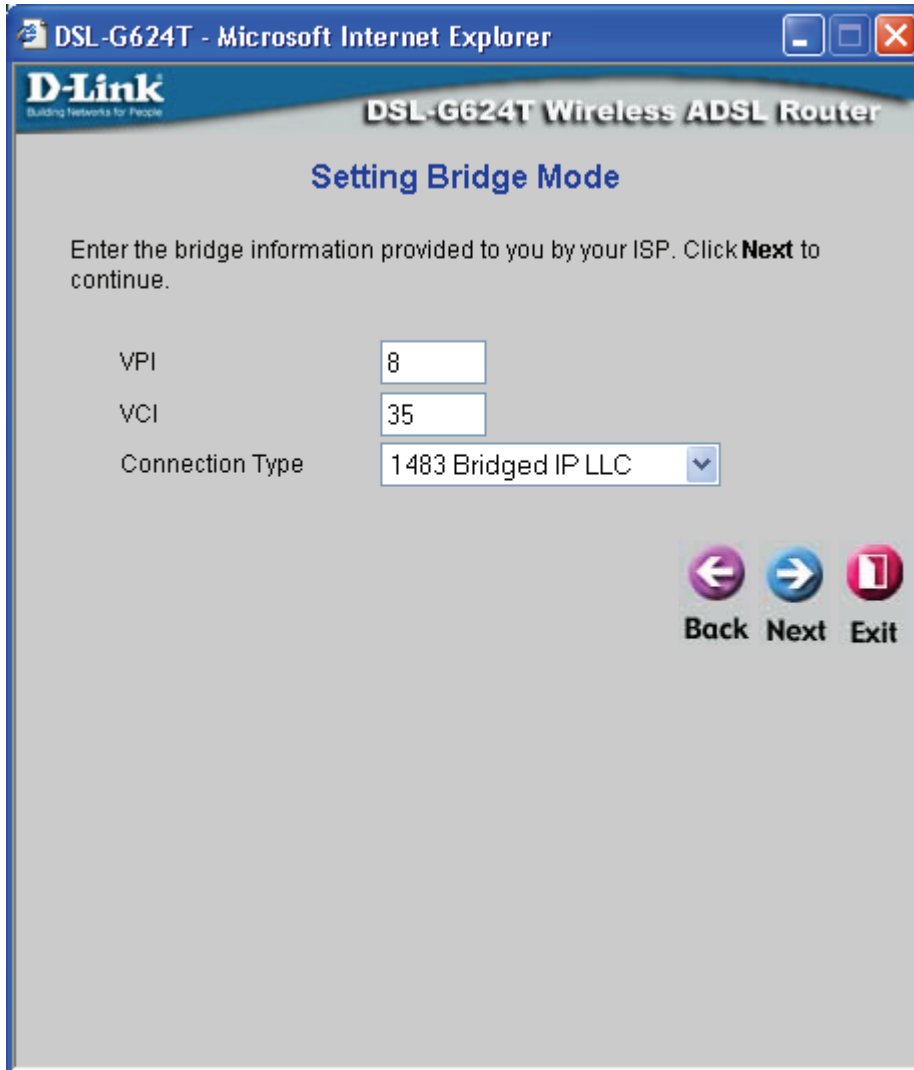 DSL-G624T - Microsoft Internet Explorer
D-Link
Building Networks for People
DSL-G624T Wireless ADSL Router
Setting Bridge Mode
Enter the bridge information provided to you by your ISP. Click Next to
continue.
VPI 8
VCI 35
Connection Type 1483 Bridged IP LLC
Back Next Exit